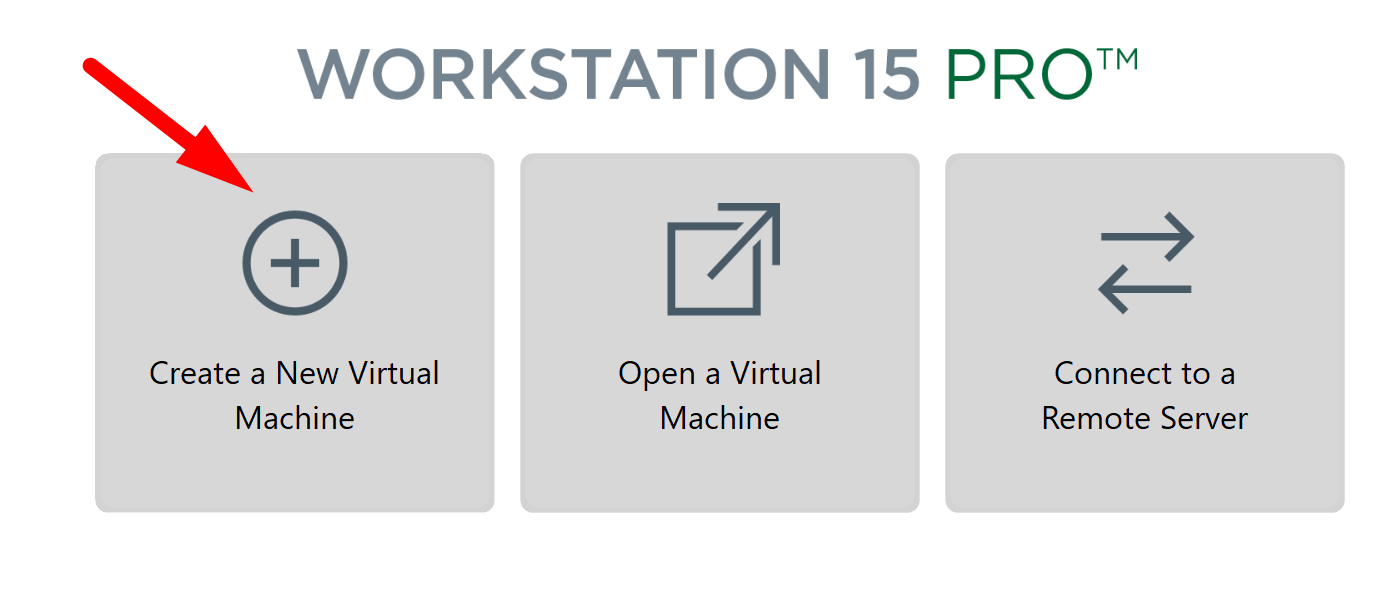 WORKSTATION 15 PRO™
Create a New Virtual
Machine
Open a Virtual
Machine
Connect to a
Remote Server